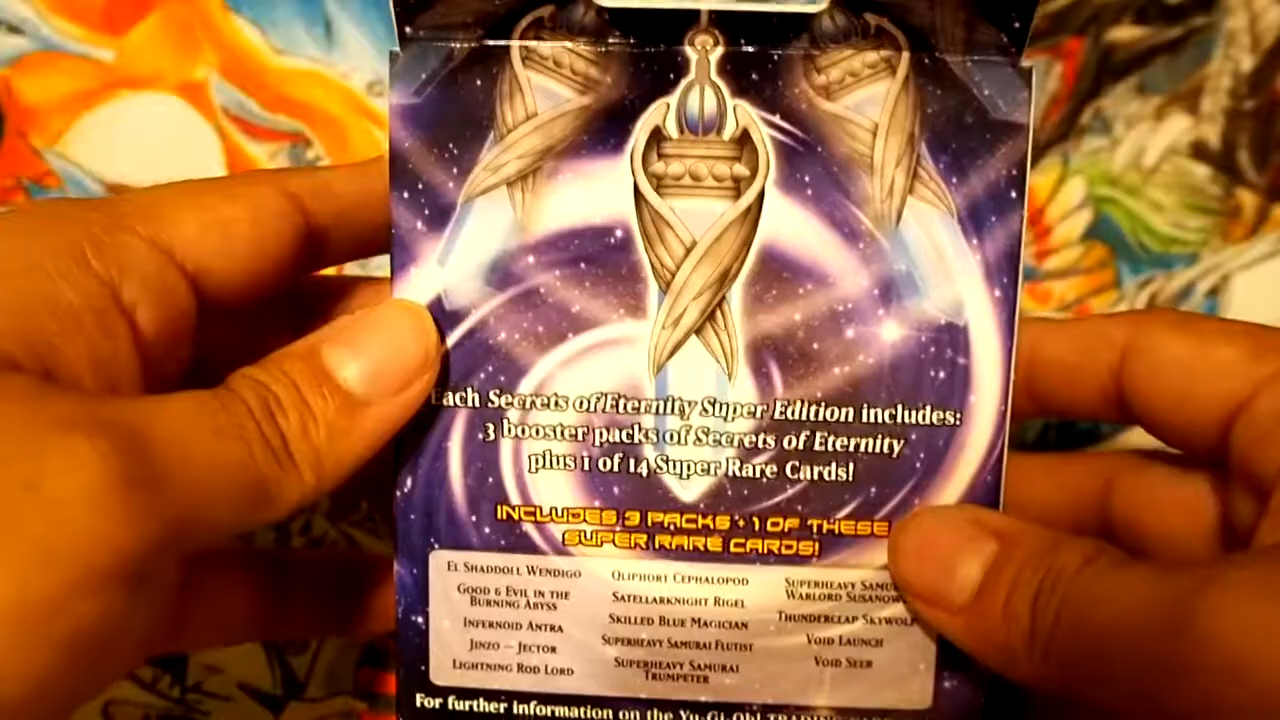 Each Secrets of Eternity Super Edition includes:
3 booster packs of Secrets of Eternity
plus 1 of 14 Super Rare Cards!
INCLUDES 3 PACKS + 1 OF THESE
SUPER RARE CARDS!
EL SHADDOLL WENDIGO
GOOD & EVIL IN THE
BURNING ABYSS
INFERNOID ANTRA
JINZO – JECTOR
LIGHTNING ROD LORD
QLIPHORT CEPHALOPOD
SATELLARKNIGHT RIGEL
SKILLED BLUE MAGICIAN
SUPERHEAVY SAMURAI FLUTIST
SUPERHEAVY SAMURAI
TRUMPETER
SUPERHEAVY
WARLORD
THUNDERCLAP
VOID LAUNCH
VOID SEER
For further information on the Yu-Gi-Oh! TRADING